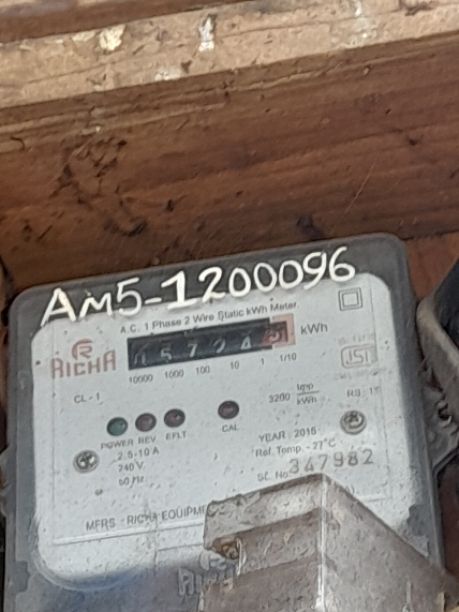 AM5-1200096
A.C. 1 Phase 2 Wire Static kWh Meter
RICHA
kWh
10000 1000 100 10 1 1/10
CL - 1
3200 imp/kWh
POWER REV EFLT CAL
2.5-10 A
240 V
50 Hz
YEAR : 2015
Ref. Temp. - 27°C
Sl. No. 347982
MFRS - RICHA EQUIPME